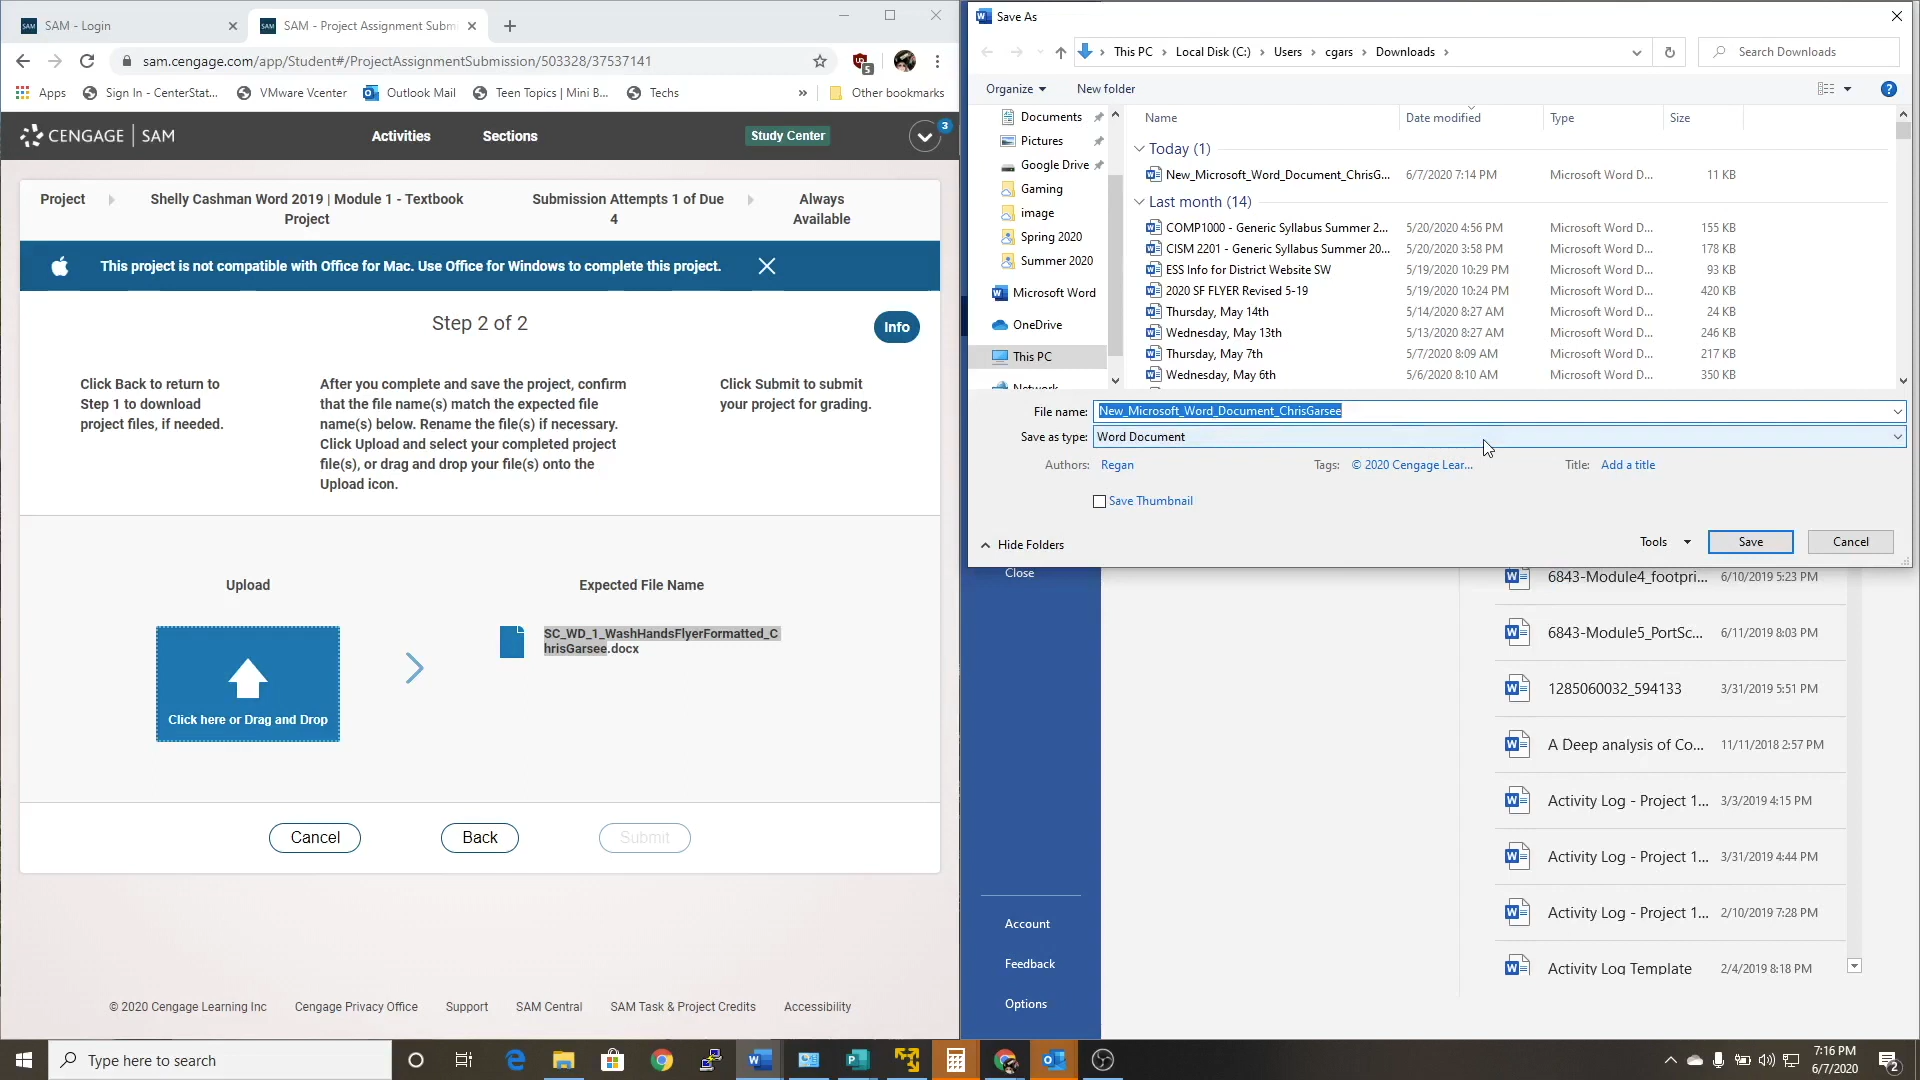 SAM - Login
SAM - Project Assignment Subm
sam.cengage.com/app/Student#/ProjectAssignmentSubmission/503328/37537141
5
Apps
Sign In - CenterStat...
VMware Vcenter
Outlook Mail
Teen Topics | Mini B...
Techs
»
Other bookmarks
CENGAGE | SAM
Activities
Sections
Study Center
3
Project
Shelly Cashman Word 2019 | Module 1 - Textbook
Project
Submission Attempts 1 of Due
4
Always
Available
This project is not compatible with Office for Mac. Use Office for Windows to complete this project.
Step 2 of 2
Info
Click Back to return to
Step 1 to download
project files, if needed.
After you complete and save the project, confirm
that the file name(s) match the expected file
name(s) below. Rename the file(s) if necessary.
Click Upload and select your completed project
file(s), or drag and drop your file(s) onto the
Upload icon.
Click Submit to submit
your project for grading.
Upload
Expected File Name
Click here or Drag and Drop
SC_WD_1_WashHandsFlyerFormatted_C
hrisGarsee.docx
Cancel
Back
Submit
© 2020 Cengage Learning Inc
Cengage Privacy Office
Support
SAM Central
SAM Task & Project Credits
Accessibility
Save As
This PC
Local Disk (C:)
Users
cgars
Downloads
Search Downloads
Organize
New folder
Documents
Pictures
Google Drive
Gaming
image
Spring 2020
Summer 2020
Microsoft Word
OneDrive
This PC
Network
Name
Date modified
Type
Size
Today (1)
New_Microsoft_Word_Document_ChrisG... 6/7/2020 7:14 PM Microsoft Word D... 11 KB
Last month (14)
COMP1000 - Generic Syllabus Summer 2... 5/20/2020 4:56 PM Microsoft Word D... 155 KB
CISM 2201 - Generic Syllabus Summer 20... 5/20/2020 3:58 PM Microsoft Word D... 178 KB
ESS Info for District Website SW 5/19/2020 10:29 PM Microsoft Word D... 93 KB
2020 SF FLYER Revised 5-19 5/19/2020 10:24 PM Microsoft Word D... 420 KB
Thursday, May 14th 5/14/2020 8:27 AM Microsoft Word D... 24 KB
Wednesday, May 13th 5/13/2020 8:27 AM Microsoft Word D... 246 KB
Thursday, May 7th 5/7/2020 8:09 AM Microsoft Word D... 217 KB
Wednesday, May 6th 5/6/2020 8:10 AM Microsoft Word D... 350 KB
File name: New_Microsoft_Word_Document_ChrisGarsee
Save as type: Word Document
Authors: Regan
Tags: © 2020 Cengage Lear...
Title: Add a title
Save Thumbnail
Hide Folders
Tools
Save
Cancel
Close
Account
Feedback
Options
6843-Module4_footpri... 6/10/2019 5:23 PM
6843-Module5_PortSc... 6/11/2019 8:03 PM
1285060032_594133 3/31/2019 5:51 PM
A Deep analysis of Co... 11/11/2018 2:57 PM
Activity Log - Project 1... 3/3/2019 4:15 PM
Activity Log - Project 1... 3/31/2019 4:44 PM
Activity Log - Project 1... 2/10/2019 7:28 PM
Activity Log Template 2/4/2019 8:18 PM
Type here to search
7:16 PM
6/7/2020
2